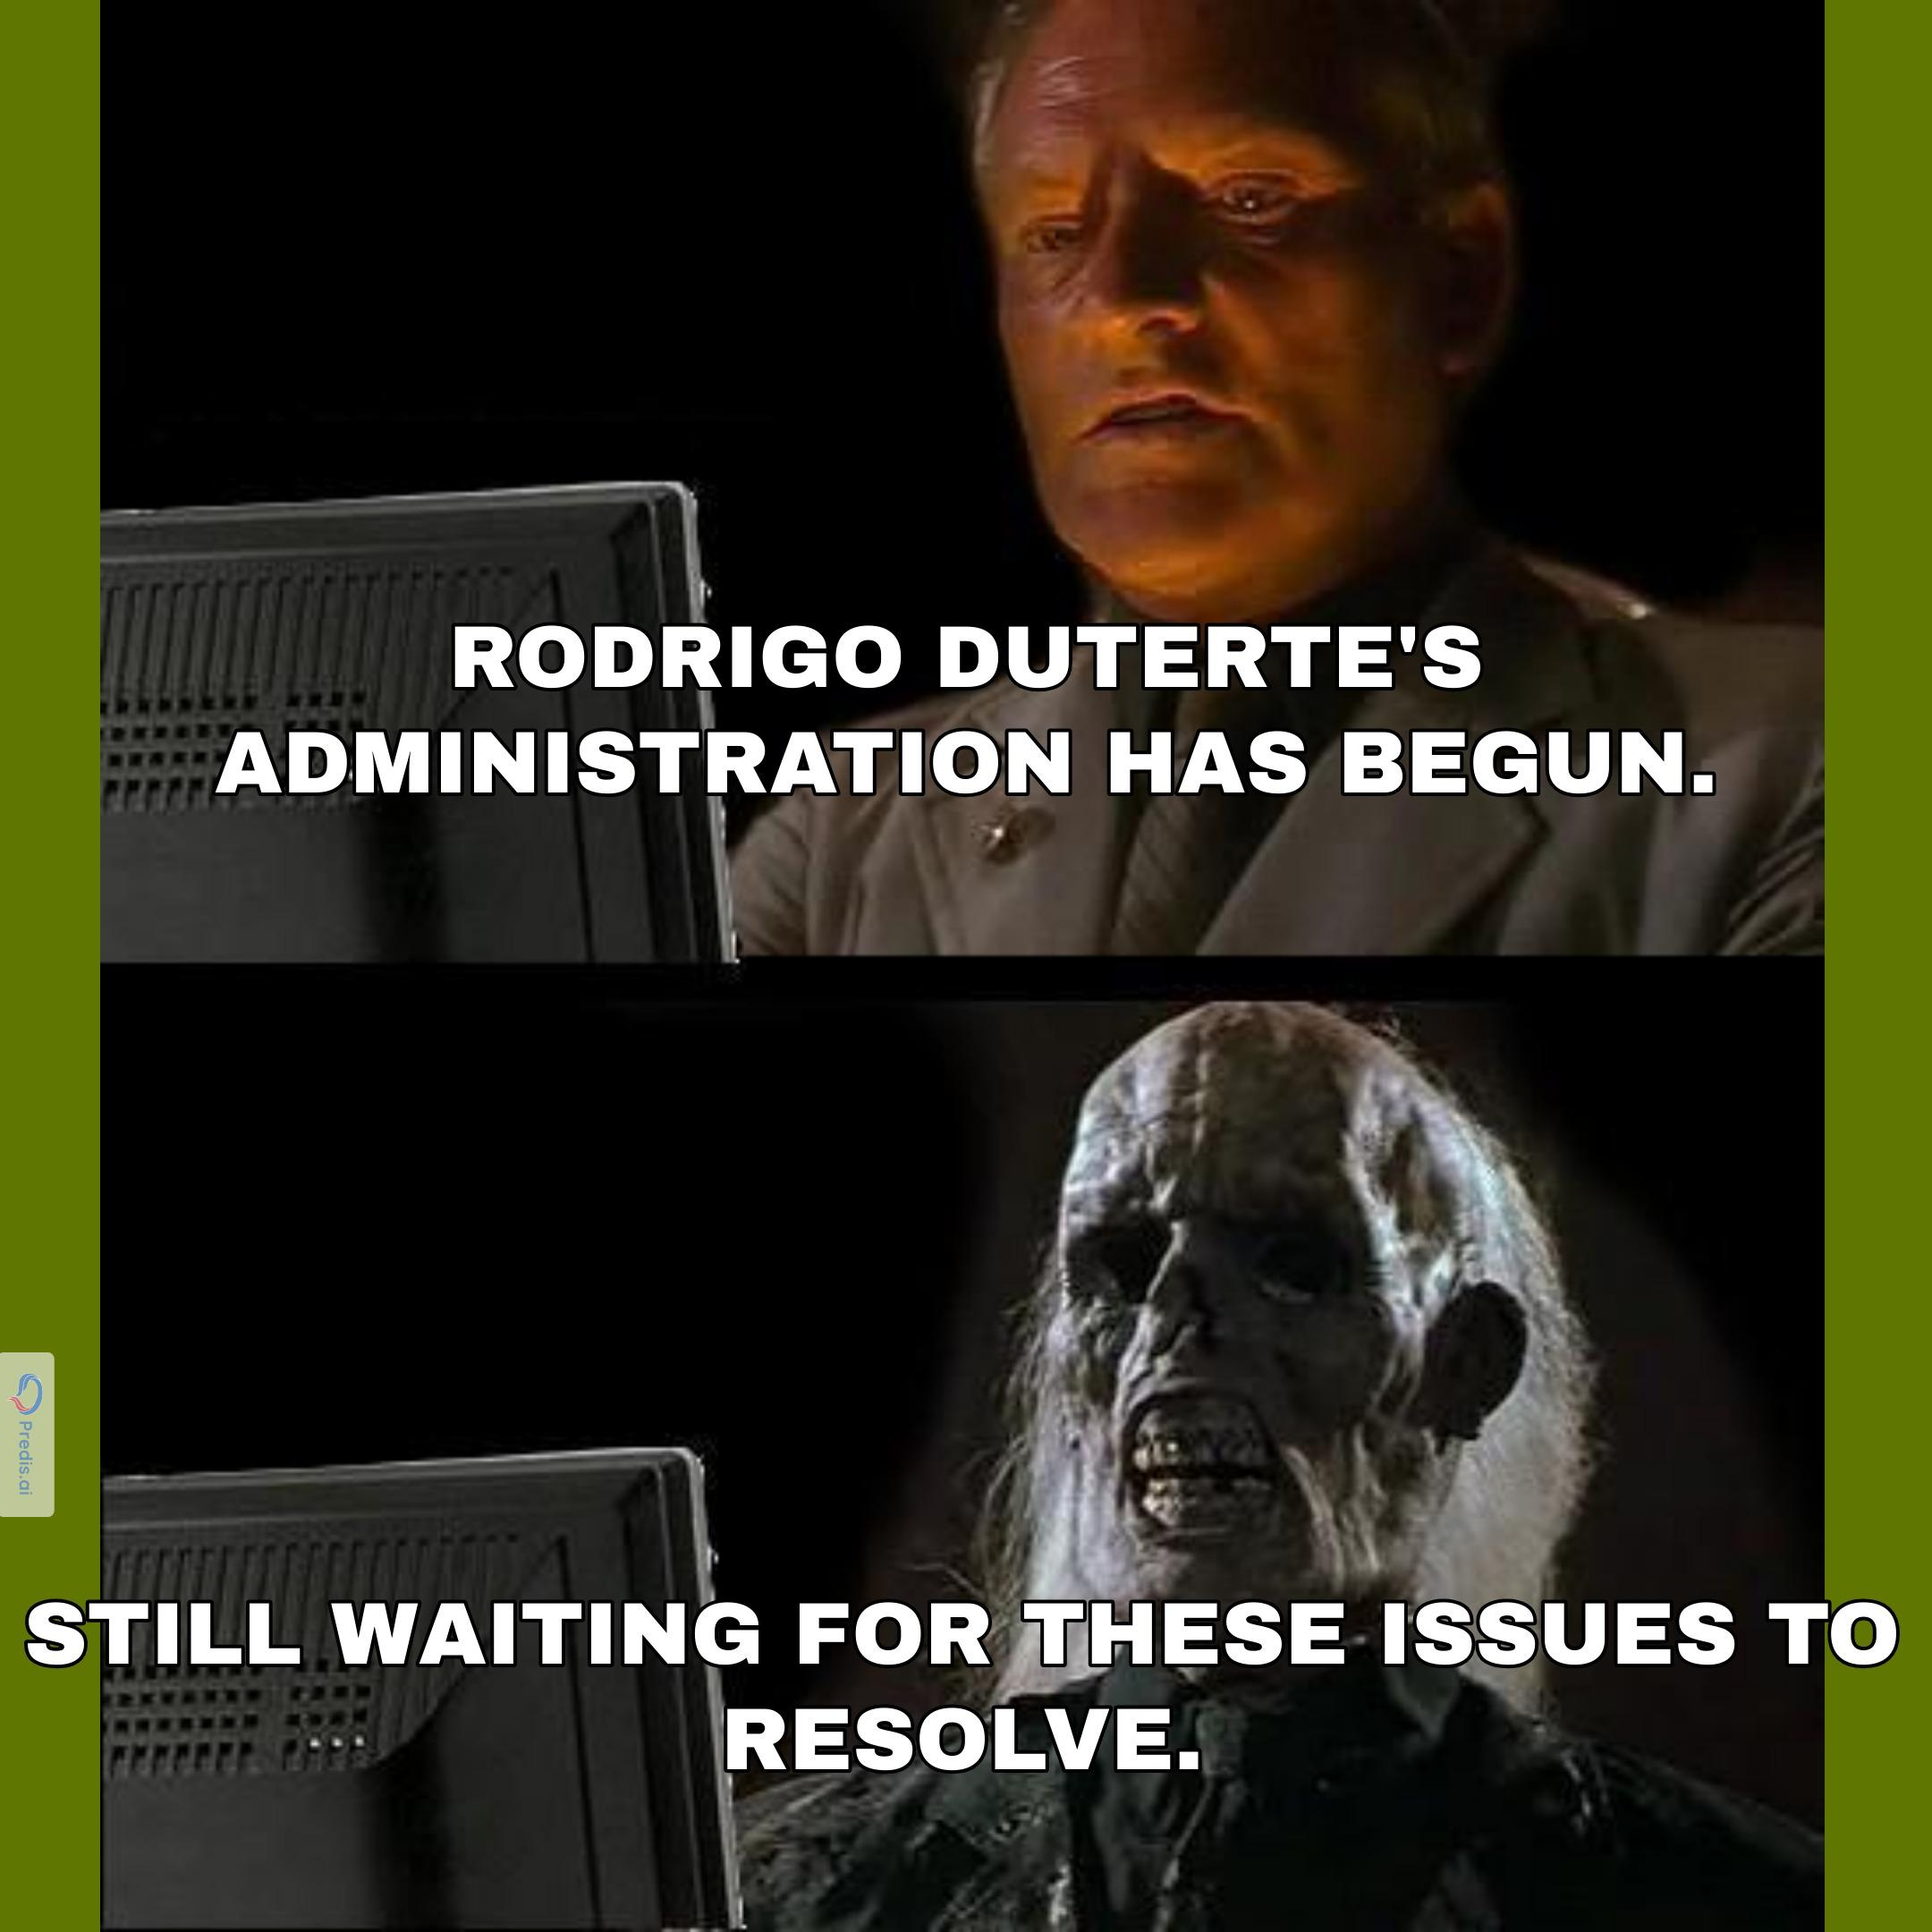 RODRIGO DUTERTE'S
ADMINISTRATION HAS BEGUN.
Predis.ai
STILL WAITING FOR THESE ISSUES TO
RESOLVE.